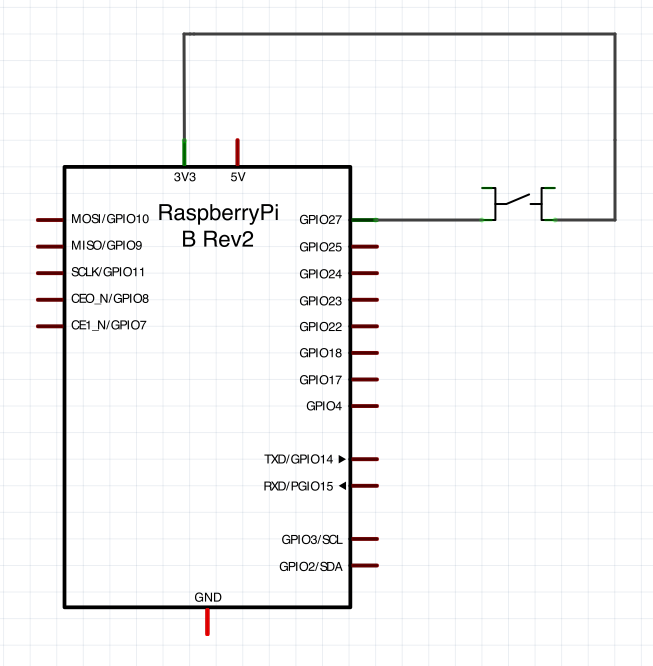 3V3
5V
RaspberryPi
B Rev2
MOSI/GPIO10
MISO/GPIO9
SCLK/GPIO11
CEO_N/GPIO8
CE1_N/GPIO7
GPIO27
GPIO25
GPIO24
GPIO23
GPIO22
GPIO18
GPIO17
GPIO4
TXD/GPIO14
RXD/PGIO15
GPIO3/SCL
GPIO2/SDA
GND